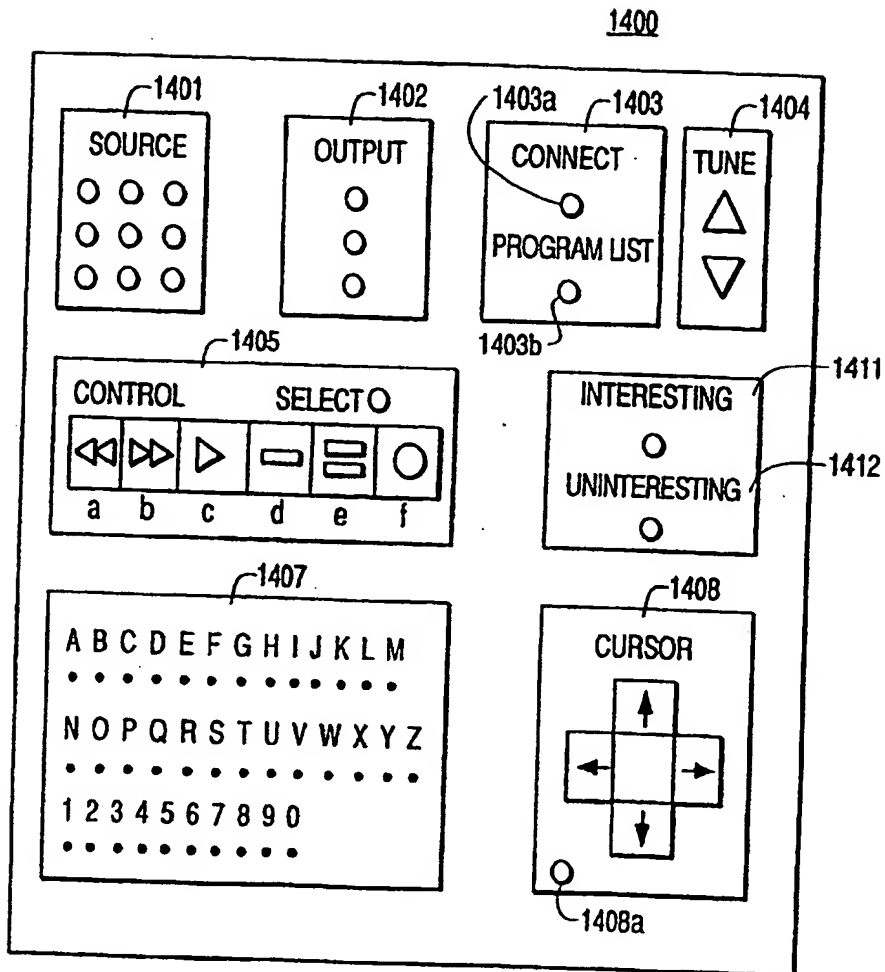 1400
1401
SOURCE
1402
OUTPUT
1403a
1403
CONNECT
PROGRAM LIST
1403b
1404
TUNE
1405
CONTROL SELECT
a b c d e f
1411
INTERESTING
1412
UNINTERESTING
1407
A B C D E F G H I J K L M
N O P Q R S T U V W X Y Z
1 2 3 4 5 6 7 8 9 0
1408
CURSOR
1408a